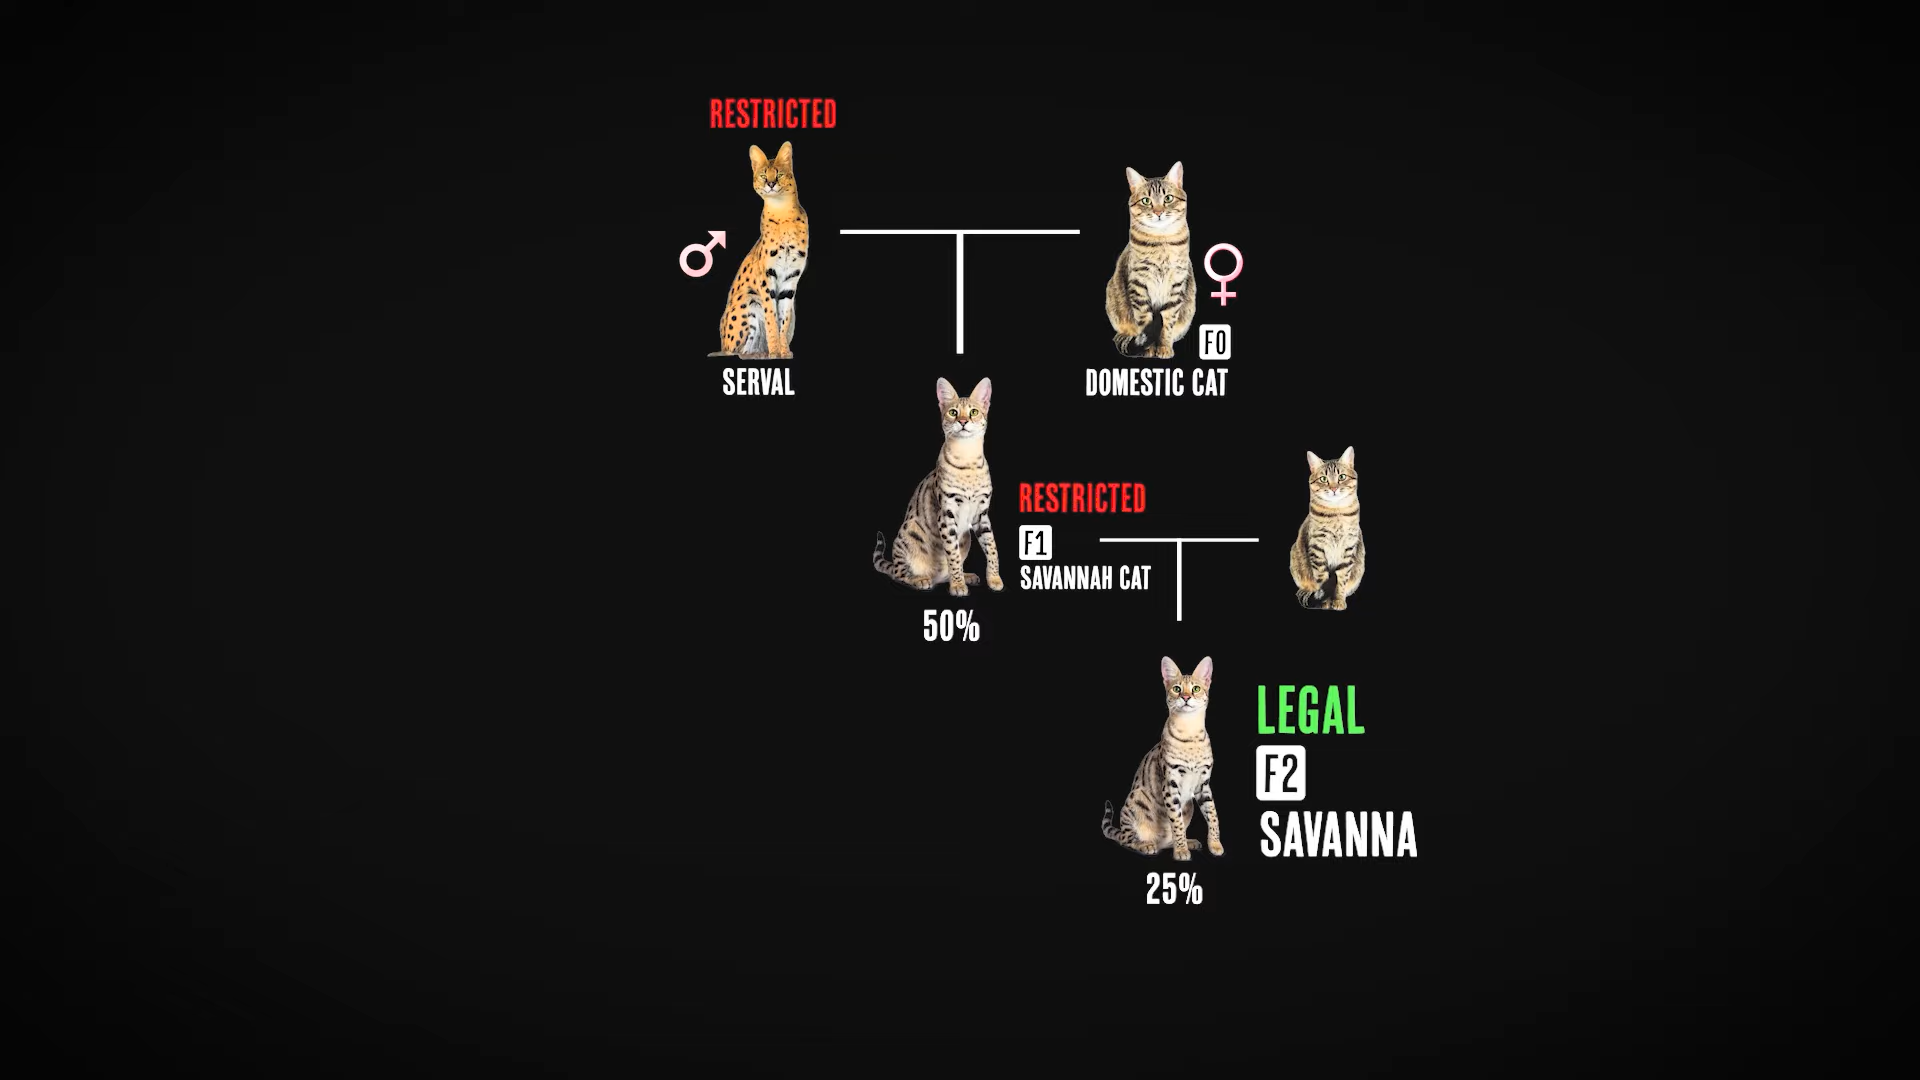 RESTRICTED
SERVAL
F0
DOMESTIC CAT
RESTRICTED
F1
SAVANNAH CAT
50%
LEGAL
F2
SAVANNA
25%